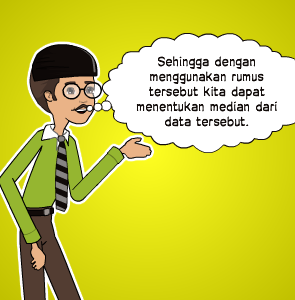 Sehingga dengan
menggunakan rumus
tersebut kita dapat
menentukan median dari
data tersebut.